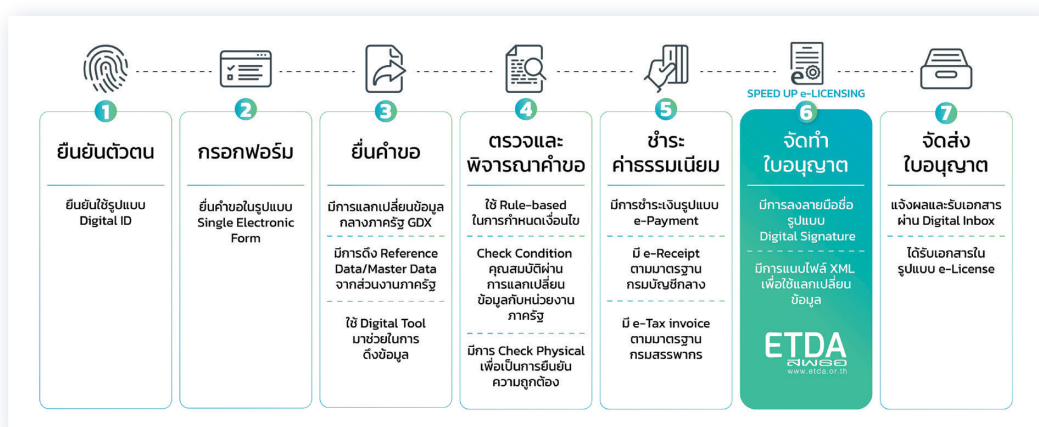 SPEED UP e-LICENSING
1
ยืนยันตัวตน
ยืนยันใช้รูปแบบ
Digital ID
2
กรอกฟอร์ม
ยื่นคำขอในรูปแบบ
Single Electronic
Form
3
ยื่นคำขอ
มีการแลกเปลี่ยนข้อมูล
กลางภาครัฐ GDX
มีการดึง Reference
Data/Master Data
จากส่วนงานภาครัฐ
ใช้ Digital Tool
มาช่วยในการ
ดึงข้อมูล
4
ตรวจและ
พิจารณาคำขอ
ใช้ Rule-based
ในการกำหนดเงื่อนไข
Check Condition
คุณสมบัติผ่าน
การแลกเปลี่ยน
ข้อมูลกับหน่วยงาน
ภาครัฐ
มีการ Check Physical
เพื่อเป็นการยืนยัน
ความถูกต้อง
5
ชำระ
ค่าธรรมเนียม
มีการชำระเงินรูปแบบ
e-Payment
มี e-Receipt
ตามมาตรฐาน
กรมบัญชีกลาง
มี e-Tax invoice
ตามมาตรฐาน
กรมสรรพากร
e
6
จัดทำ
ใบอนุญาต
มีการลงลายมือชื่อ
รูปแบบ
Digital Signature
มีการแนบไฟล์ XML
เพื่อใช้แลกเปลี่ยน
ข้อมูล
ETDA
สพธอ
www.etda.or.th
7
จัดส่ง
ใบอนุญาต
แจ้งผลและรับเอกสาร
ผ่าน Digital Inbox
ได้รับเอกสารใน
รูปแบบ e-License